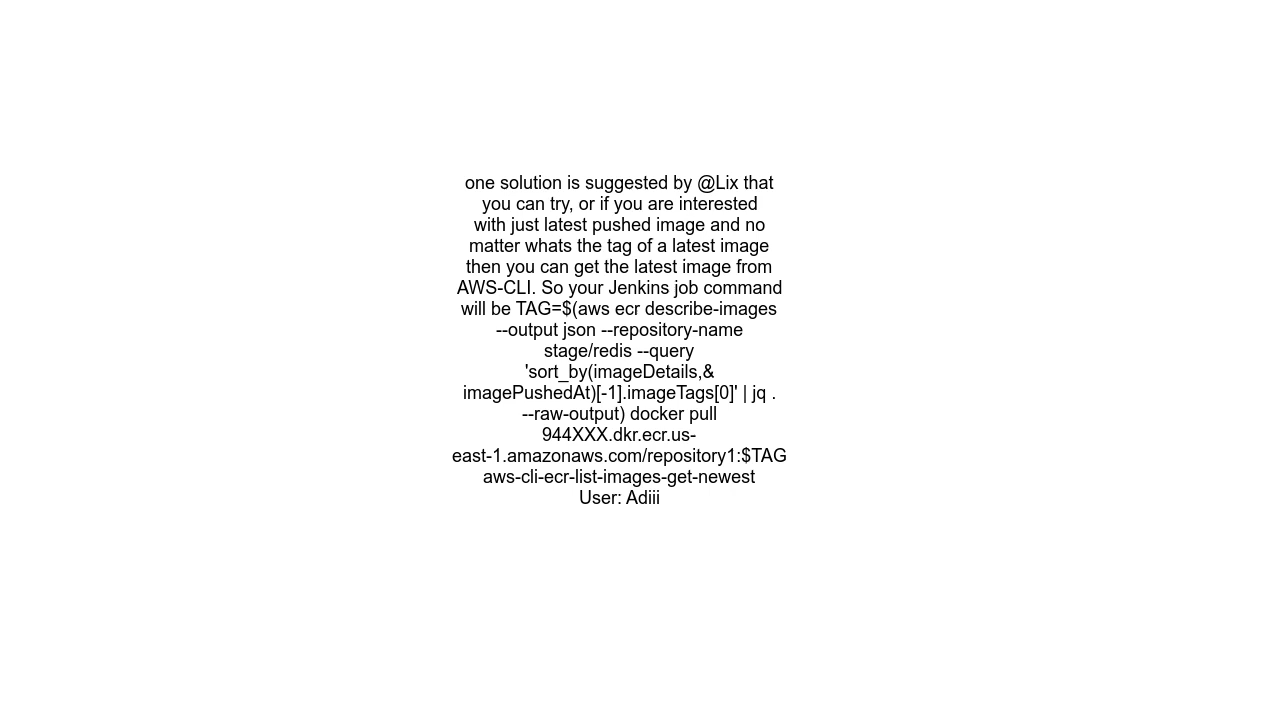 one solution is suggested by @Lix that
you can try, or if you are interested
with just latest pushed image and no
matter whats the tag of a latest image
then you can get the latest image from
AWS-CLI. So your Jenkins job command
will be TAG=$(aws ecr describe-images
--output json --repository-name
stage/redis --query
'sort_by(imageDetails,&
imagePushedAt)[-1].imageTags[0]' | jq .
--raw-output) docker pull
944XXX.dkr.ecr.us-
east-1.amazonaws.com/repository1:$TAG
aws-cli-ecr-list-images-get-newest
User: Adiii